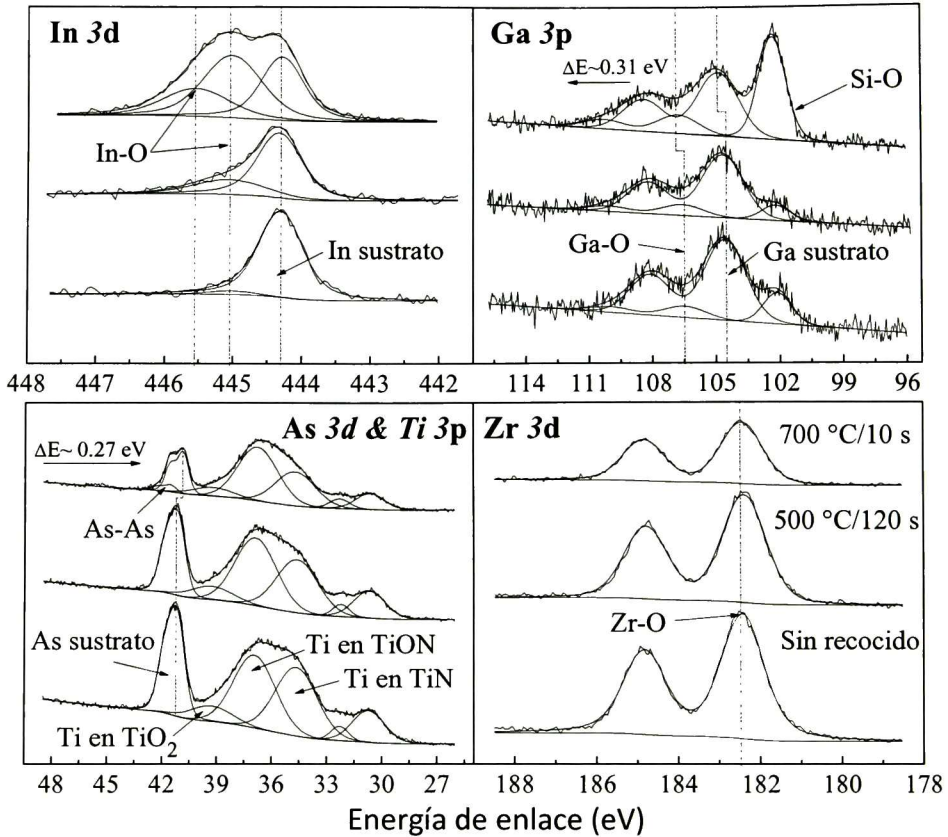 In 3d
In-O
In sustrato
448 447 446 445 444 443 442
Ga 3p
ΔE~0.31 eV
Si-O
Ga-O
Ga sustrato
114 111 108 105 102 99 96
As 3d & Ti 3p
ΔE~ 0.27 eV
As-As
As sustrato
Ti en TiON
Ti en TiN
Ti en TiO₂
48 45 42 39 36 33 30 27
Zr 3d
700 °C/10 s
500 °C/120 s
Zr-O
Sin recocido
188 186 184 182 180 178
Energía de enlace (eV)